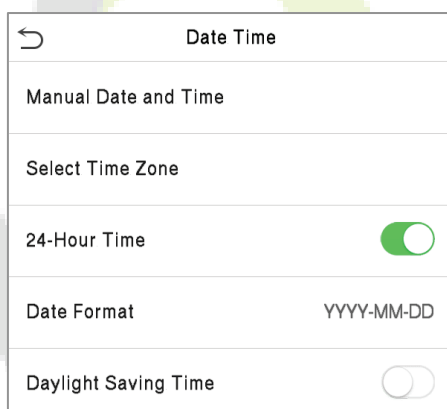 Date Time
Manual Date and Time
Select Time Zone
24-Hour Time
Date Format YYYY-MM-DD
Daylight Saving Time